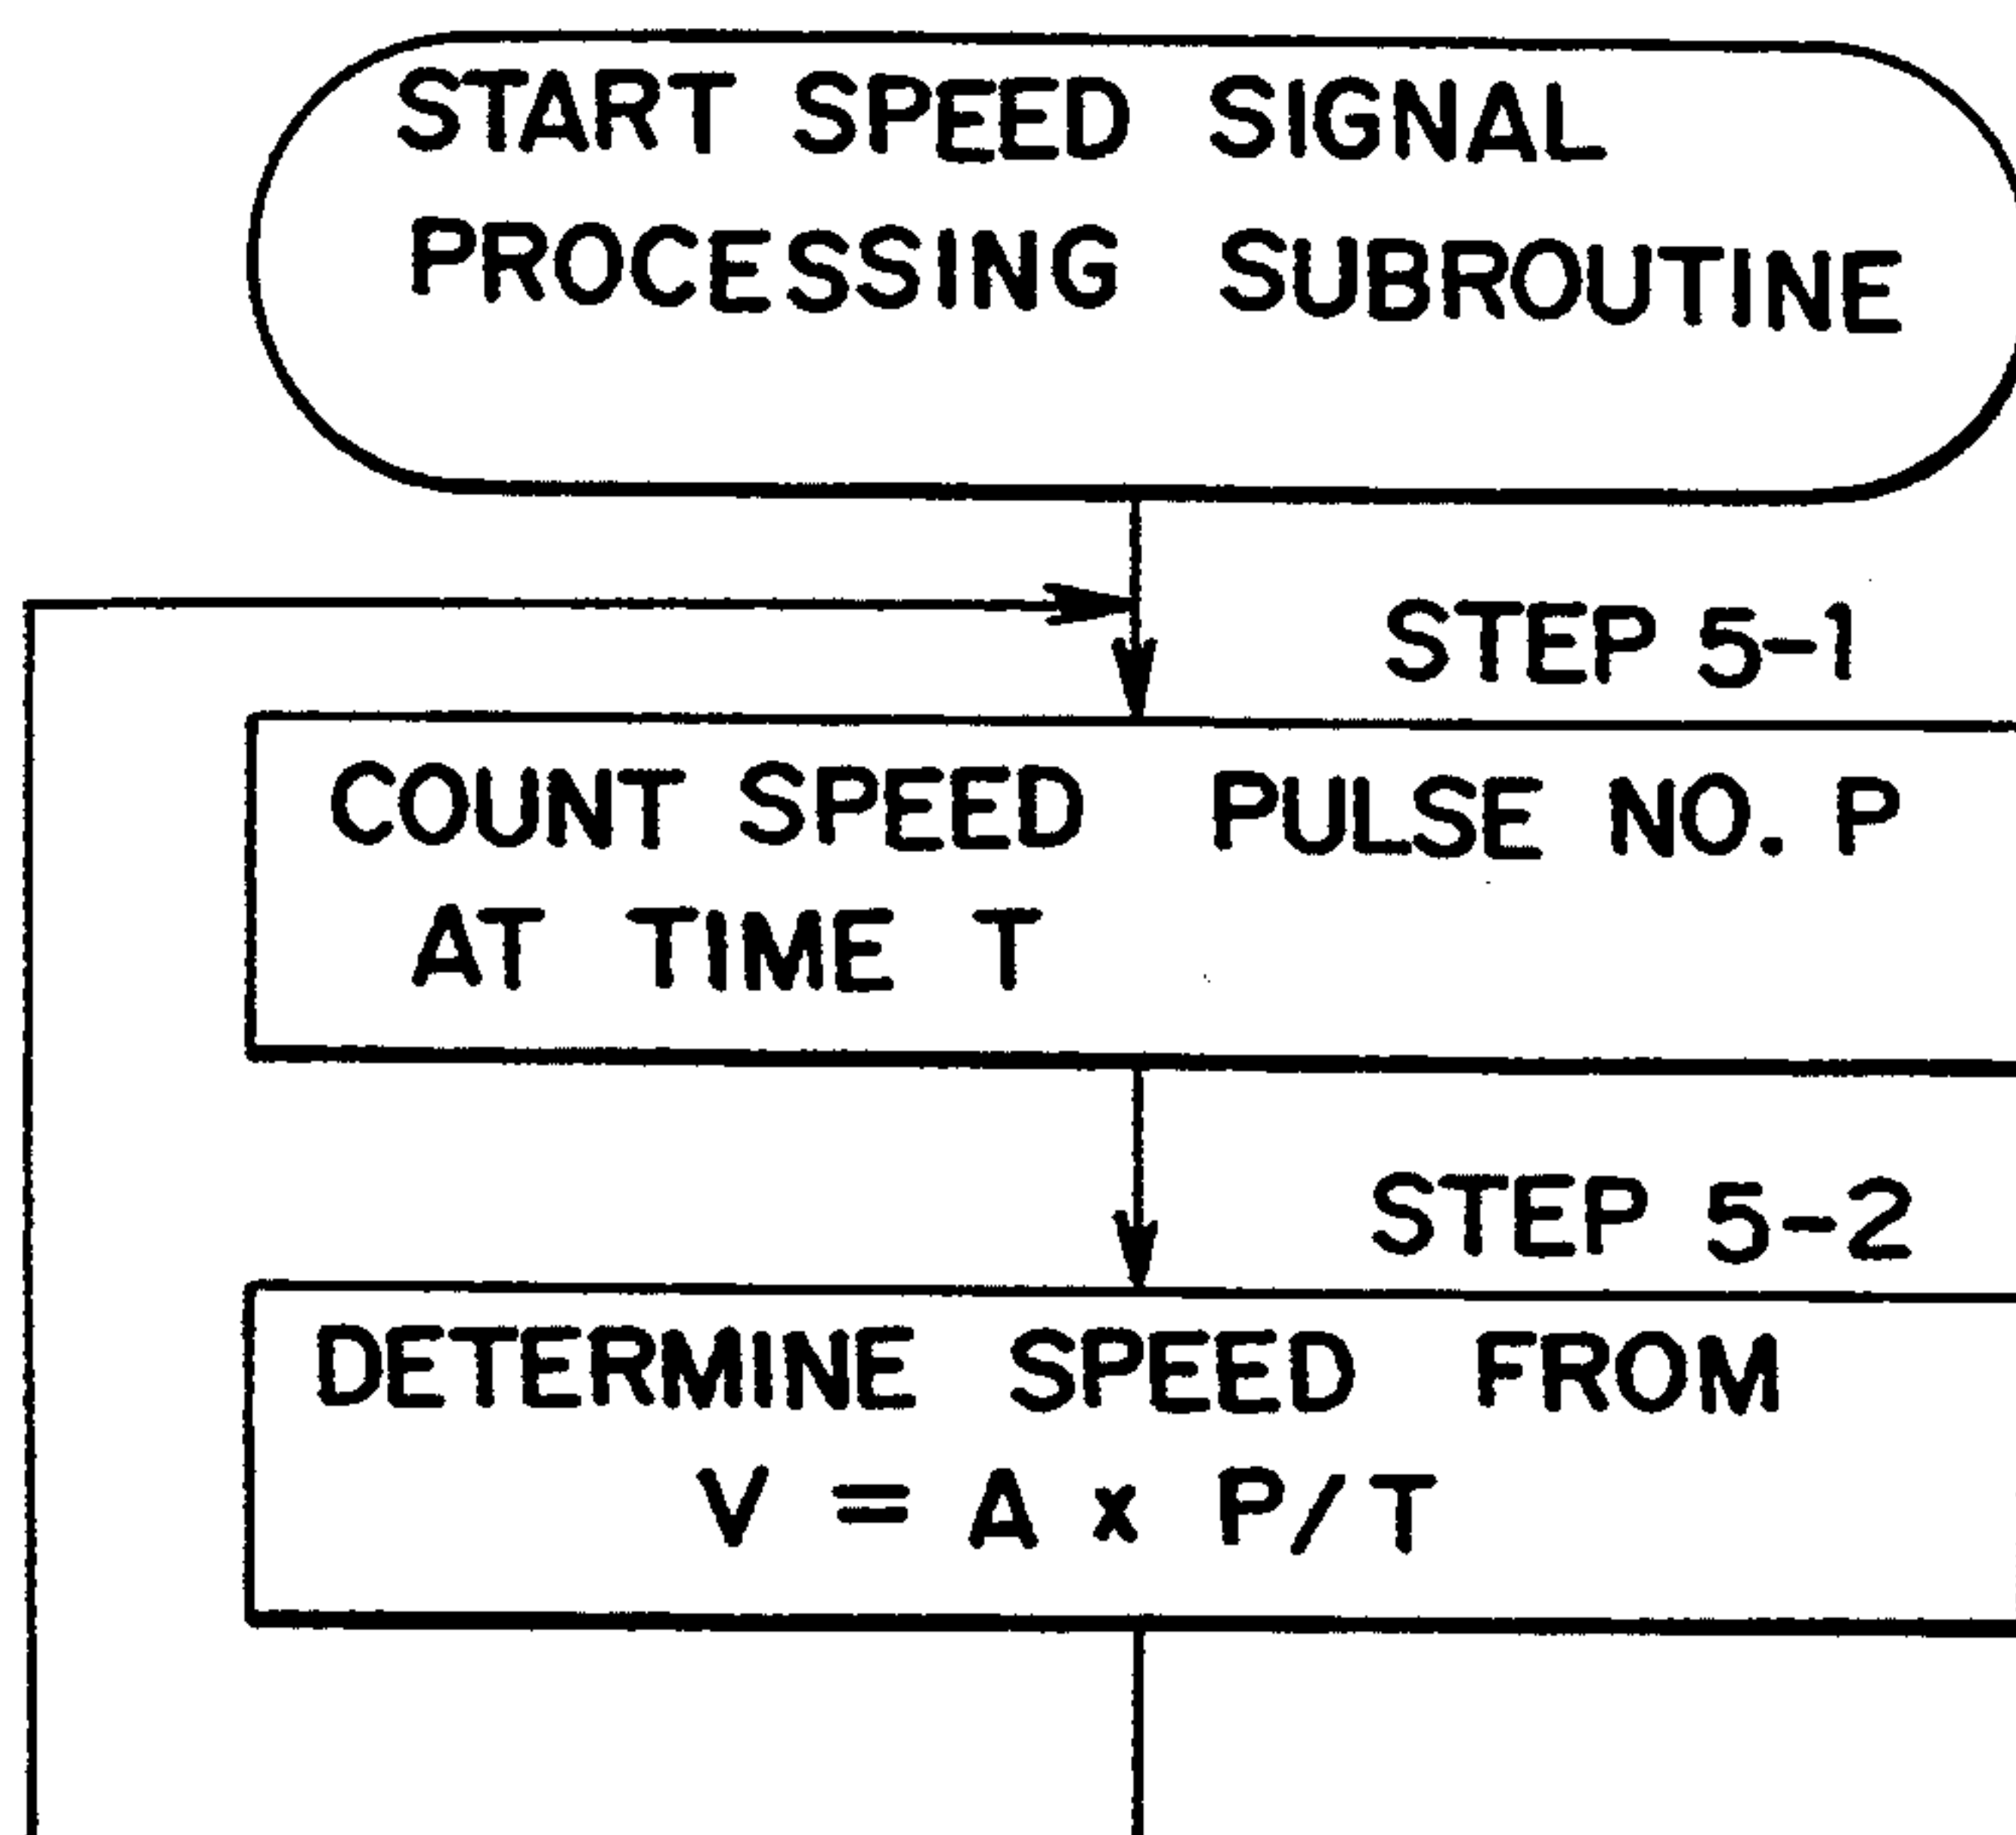 START SPEED SIGNAL
PROCESSING SUBROUTINE
STEP 5-1
COUNT SPEED PULSE NO. P
AT TIME T
STEP 5-2
DETERMINE SPEED FROM
V = A x P/T